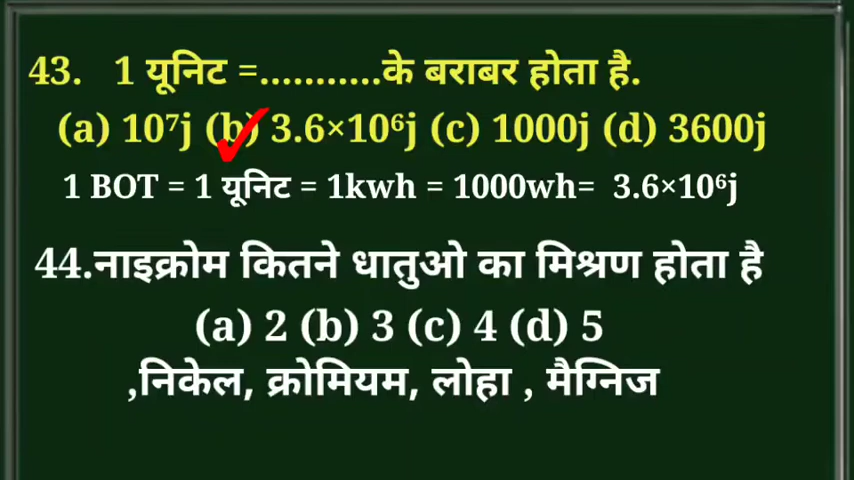 43. 1 यूनिट =...........के बराबर होता है.
(a) 10⁷j (b) 3.6×10⁶j (c) 1000j (d) 3600j
1 BOT = 1 यूनिट = 1kwh = 1000wh= 3.6×10⁶j
44.नाइक्रोम कितने धातुओ का मिश्रण होता है
(a) 2 (b) 3 (c) 4 (d) 5
,निकेल, क्रोमियम, लोहा , मैग्निज